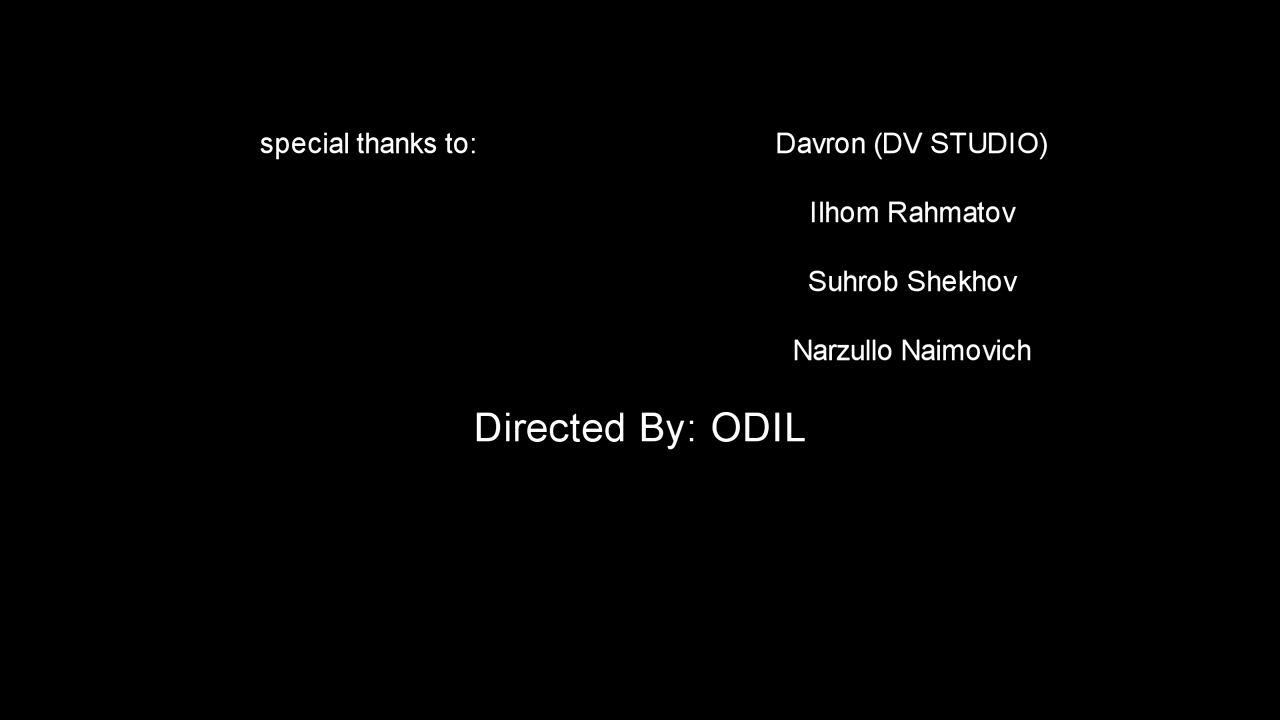 special thanks to: Davron (DV STUDIO)
Ilhom Rahmatov
Suhrob Shekhov
Narzullo Naimovich
Directed By: ODIL